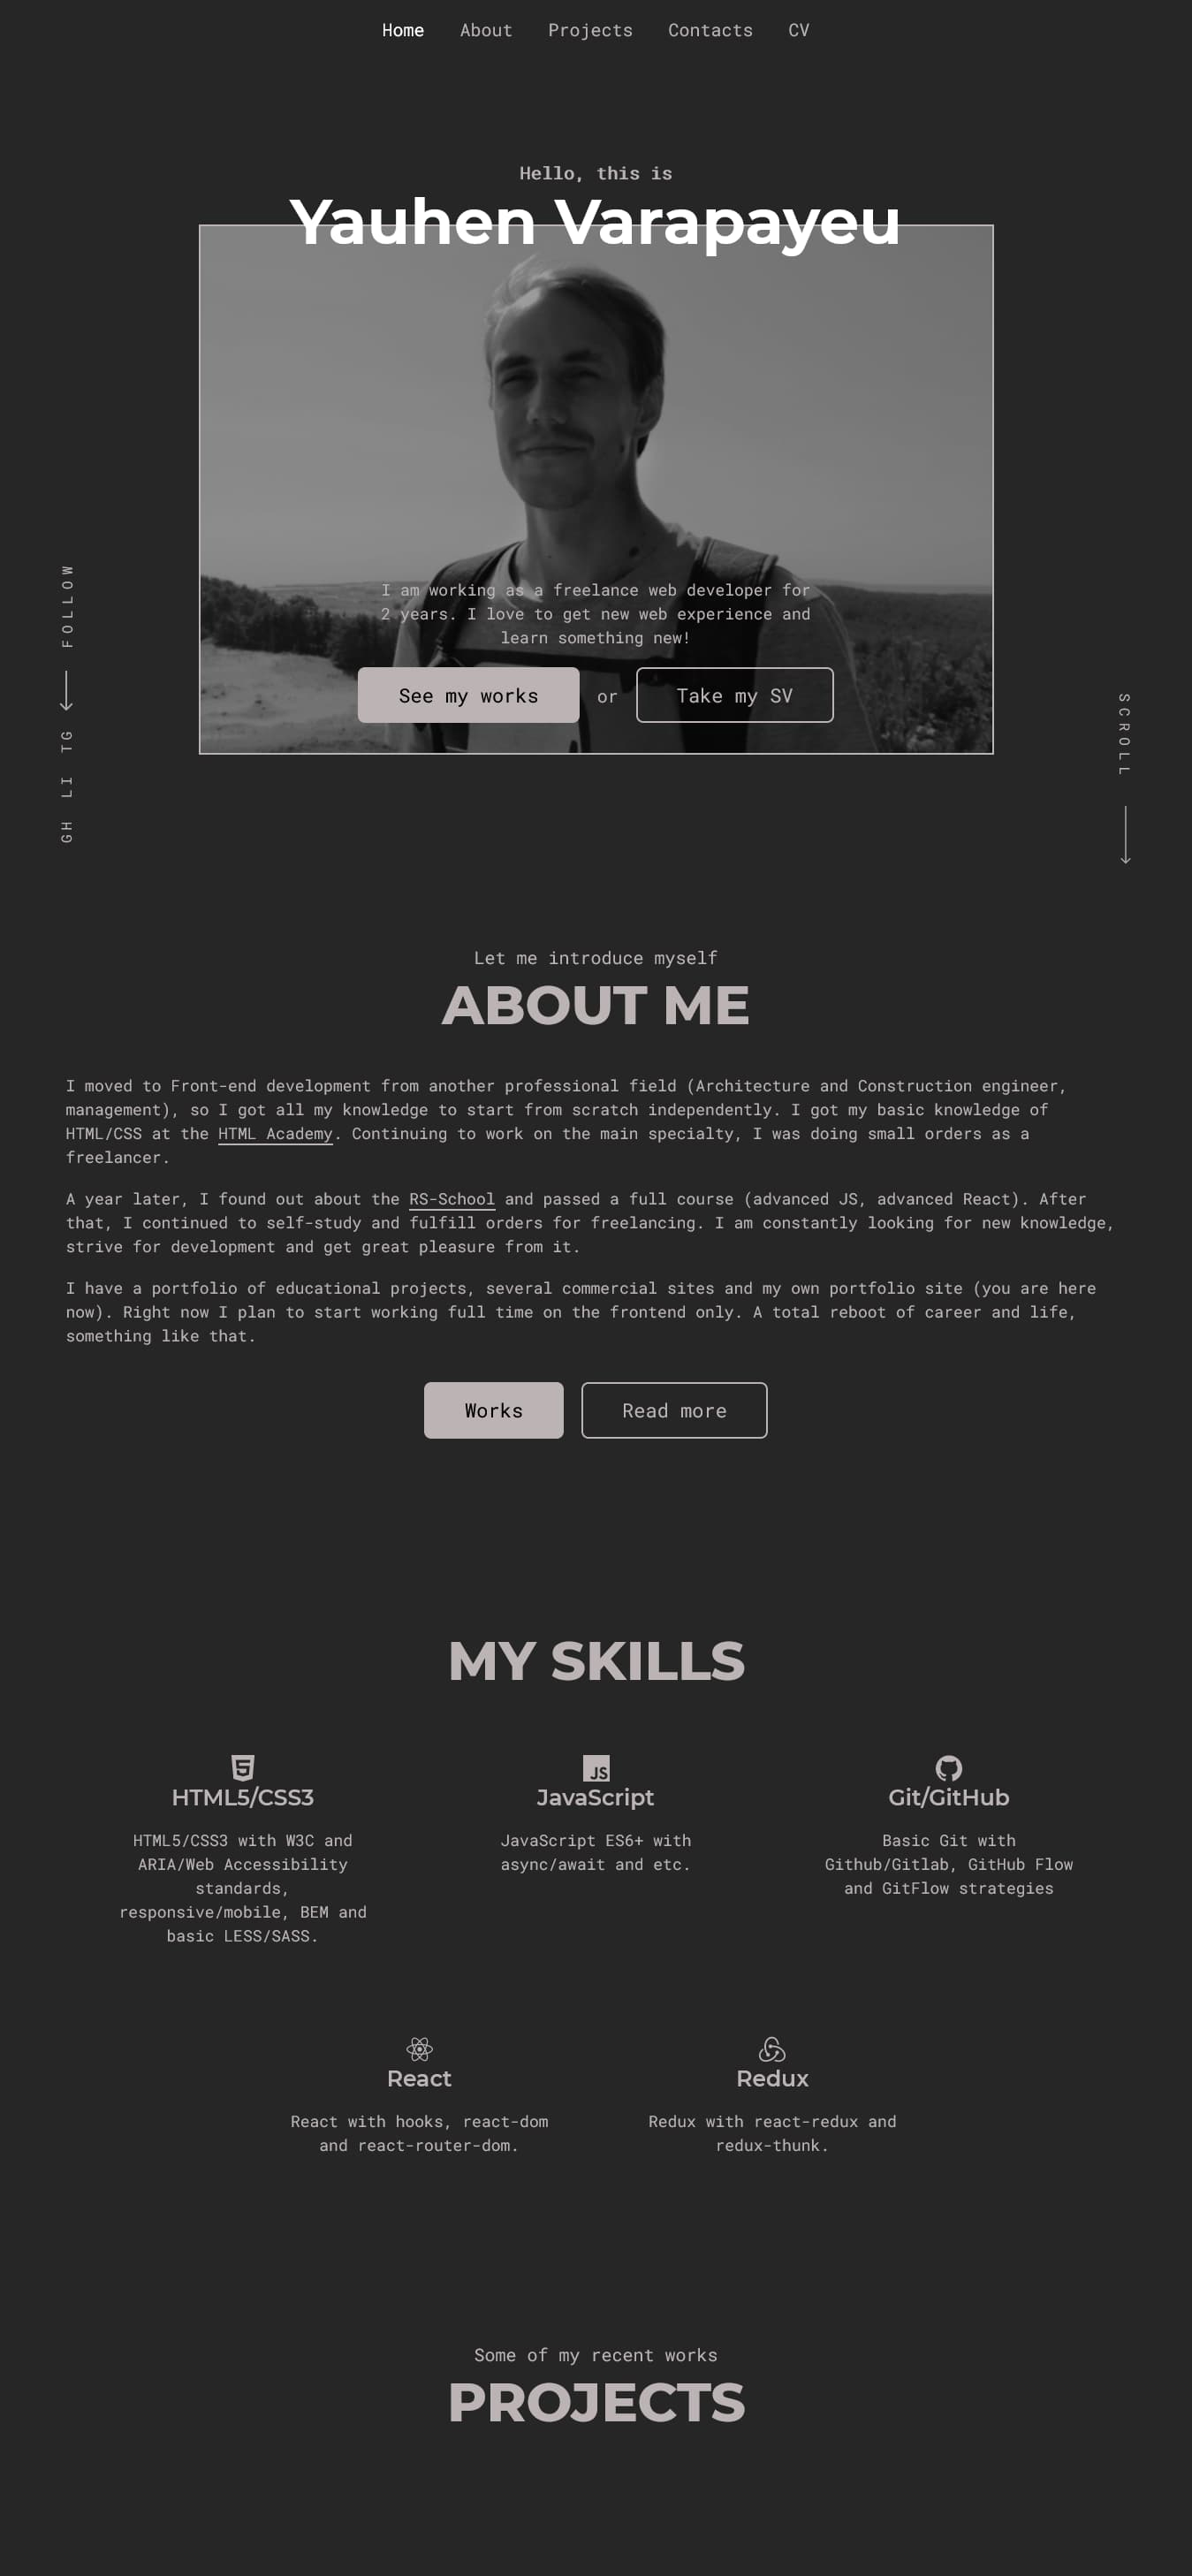 Home About Projects Contacts CV
Hello, this is
Yauhen Varapayeu
I am working as a freelance web developer for
2 years. I love to get new web experience and
learn something new!
See my works or Take my SV
FOLLOW
GH LI TG
SCROLL
Let me introduce myself
ABOUT ME
I moved to Front-end development from another professional field (Architecture and Construction engineer,
management), so I got all my knowledge to start from scratch independently. I got my basic knowledge of
HTML/CSS at the HTML Academy. Continuing to work on the main specialty, I was doing small orders as a
freelancer.
A year later, I found out about the RS-School and passed a full course (advanced JS, advanced React). After
that, I continued to self-study and fulfill orders for freelancing. I am constantly looking for new knowledge,
strive for development and get great pleasure from it.
I have a portfolio of educational projects, several commercial sites and my own portfolio site (you are here
now). Right now I plan to start working full time on the frontend only. A total reboot of career and life,
something like that.
Works Read more
MY SKILLS
JS
HTML5/CSS3
HTML5/CSS3 with W3C and
ARIA/Web Accessibility
standards,
responsive/mobile, BEM and
basic LESS/SASS.
JavaScript
JavaScript ES6+ with
async/await and etc.
Git/GitHub
Basic Git with
Github/Gitlab, GitHub Flow
and GitFlow strategies
React
React with hooks, react-dom
and react-router-dom.
Redux
Redux with react-redux and
redux-thunk.
Some of my recent works
PROJECTS